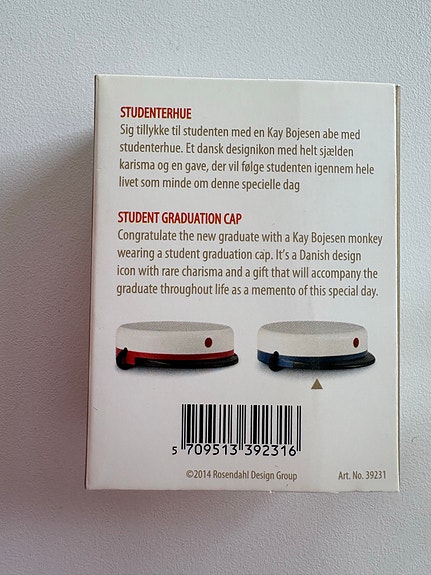 STUDENTERHUE
Sig tillykke til studenten med en Kay Bojesen abe med
studenterhue. Et dansk designikon med helt sjælden
karisma og en gave, der vil følge studenten igennem hele
livet som minde om denne specielle dag
STUDENT GRADUATION CAP
Congratulate the new graduate with a Kay Bojesen monkey
wearing a student graduation cap. It's a Danish design
icon with rare charisma and a gift that will accompany the
graduate throughout life as a memento of this special day.
5 709513 392316
©2014 Rosendahl Design Group Art. No. 39231